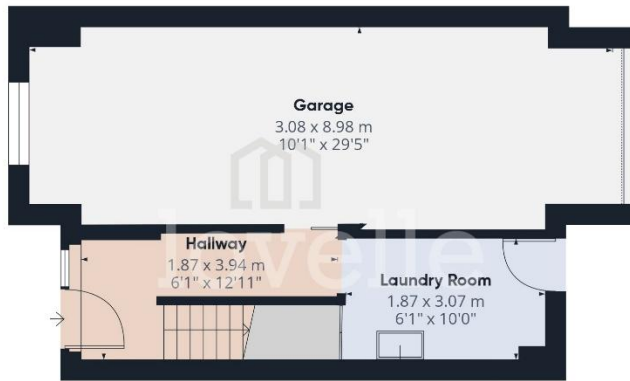 Garage
3.08 x 8.98 m
10'1" x 29'5"
lovelle
Hallway
1.87 x 3.94 m
6'1" x 12'11"
Laundry Room
1.87 x 3.07 m
6'1" x 10'0"